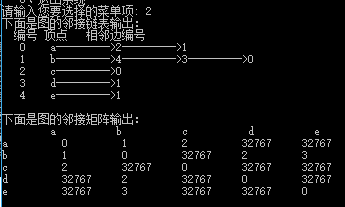 请输入您要选择的菜单项: 2
下面是图的邻接链表输出:
编号 顶点 相邻边编号
0 a———>2———>1
1 b———>4———>3———>0
2 c———>0
3 d———>1
4 e———>1
下面是图的邻接矩阵输出:
a b c d e
a 0 1 2 32767 32767
b 1 0 32767 2 3
c 2 32767 0 32767 32767
d 32767 2 32767 0 32767
e 32767 3 32767 32767 0